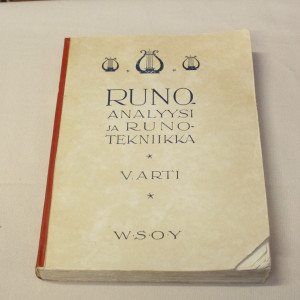 RUNO-
ANALYYSI
JA RUNO-
TEKNIIKKA
V. ARTI
W·S·O·Y